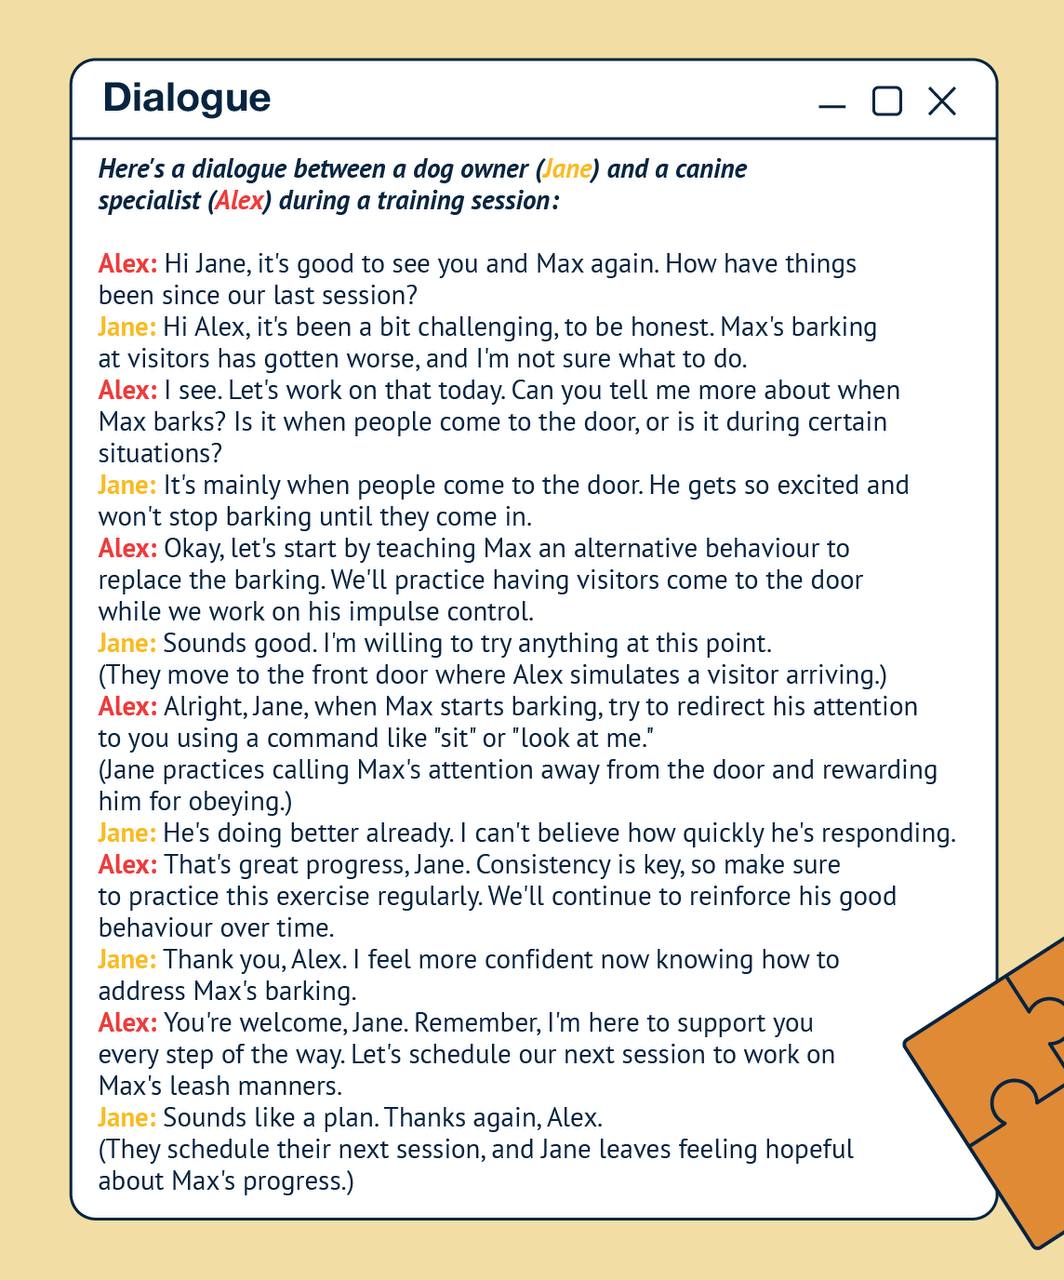 Dialogue
Here's a dialogue between a dog owner (Jane) and a canine
specialist (Alex) during a training session:
Alex: Hi Jane, it's good to see you and Max again. How have things
been since our last session?
Jane: Hi Alex, it's been a bit challenging, to be honest. Max's barking
at visitors has gotten worse, and I'm not sure what to do.
Alex: I see. Let's work on that today. Can you tell me more about when
Max barks? Is it when people come to the door, or is it during certain
situations?
Jane: It's mainly when people come to the door. He gets so excited and
won't stop barking until they come in.
Alex: Okay, let's start by teaching Max an alternative behaviour to
replace the barking. We'll practice having visitors come to the door
while we work on his impulse control.
Jane: Sounds good. I'm willing to try anything at this point.
(They move to the front door where Alex simulates a visitor arriving.)
Alex: Alright, Jane, when Max starts barking, try to redirect his attention
to you using a command like "sit" or "look at me."
(Jane practices calling Max's attention away from the door and rewarding
him for obeying.)
Jane: He's doing better already. I can't believe how quickly he's responding.
Alex: That's great progress, Jane. Consistency is key, so make sure
to practice this exercise regularly. We'll continue to reinforce his good
behaviour over time.
Jane: Thank you, Alex. I feel more confident now knowing how to
address Max's barking.
Alex: You're welcome, Jane. Remember, I'm here to support you
every step of the way. Let's schedule our next session to work on
Max's leash manners.
Jane: Sounds like a plan. Thanks again, Alex.
(They schedule their next session, and Jane leaves feeling hopeful
about Max's progress.)